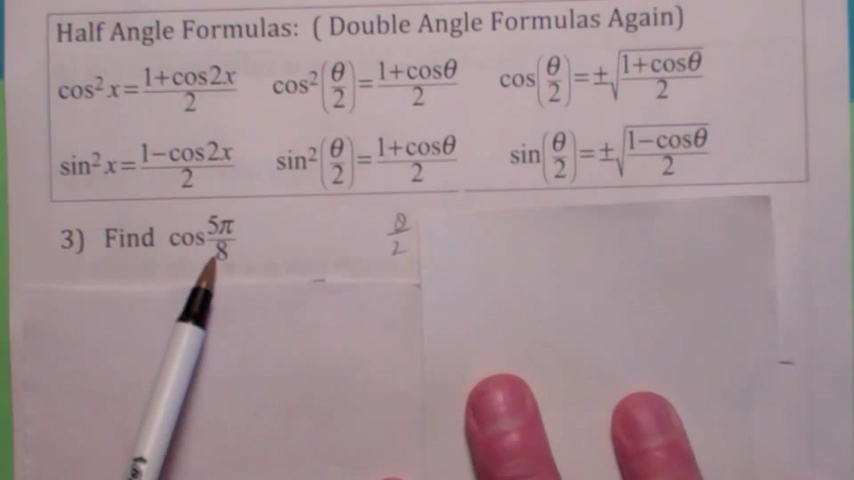 Half Angle Formulas: ( Double Angle Formulas Again)
cos²x=(1+cos2x)/2 cos²(θ/2)=(1+cosθ)/2 cos(θ/2)=±√((1+cosθ)/2)
sin²x=(1−cos2x)/2 sin²(θ/2)=(1+cosθ)/2 sin(θ/2)=±√((1−cosθ)/2)
3) Find cos 5π/8 θ/2